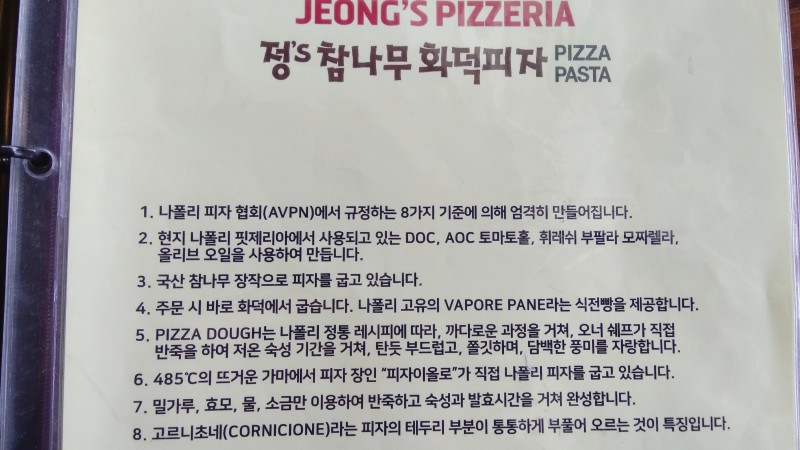 JEONG'S PIZZERIA
정's 참나무 화덕피자 PIZZA PASTA
1. 나폴리 피자 협회(AVPN)에서 규정하는 8가지 기준에 의해 엄격히 만들어집니다.
2. 현지 나폴리 핏제리아에서 사용되고 있는 DOC, AOC 토마토홀, 휘레쉬 부팔라 모짜렐라,
올리브 오일을 사용하여 만듭니다.
3. 국산 참나무 장작으로 피자를 굽고 있습니다.
4. 주문 시 바로 화덕에서 굽습니다. 나폴리 고유의 VAPORE PANE라는 식전빵을 제공합니다.
5. PIZZA DOUGH는 나폴리 정통 레시피에 따라, 까다로운 과정을 거쳐, 오너 쉐프가 직접
반죽을 하여 저온 숙성 기간을 거쳐, 탄듯 부드럽고, 쫄깃하며, 담백한 풍미를 자랑합니다.
6. 485℃의 뜨거운 가마에서 피자 장인 "피자이올로"가 직접 나폴리 피자를 굽고 있습니다.
7. 밀가루, 효모, 물, 소금만 이용하여 반죽하고 숙성과 발효시간을 거쳐 완성합니다.
8. 고르니초네(CORNICIONE)라는 피자의 테두리 부분이 통통하게 부풀어 오르는 것이 특징입니다.